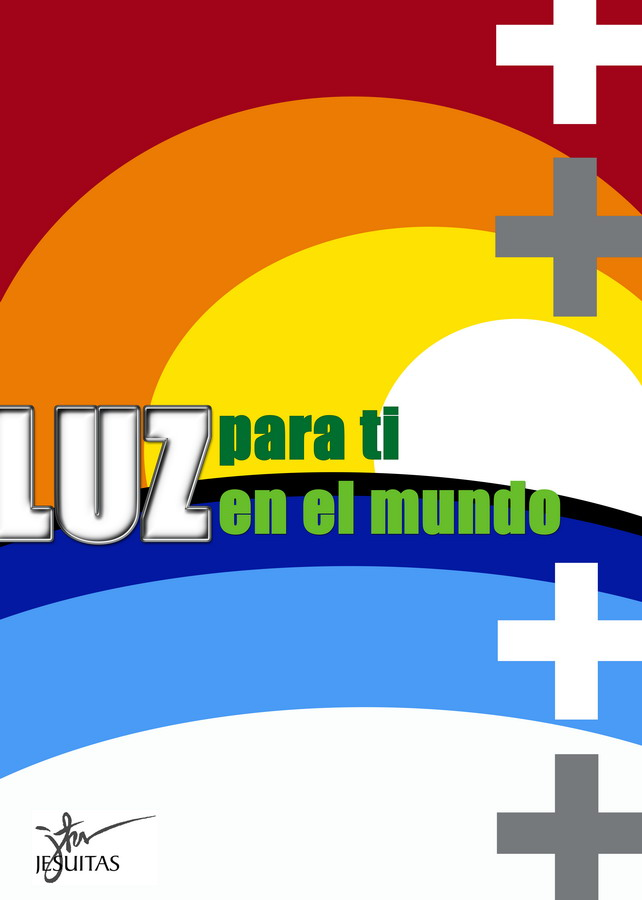 LUZ
para ti
en el mundo
JESUITAS